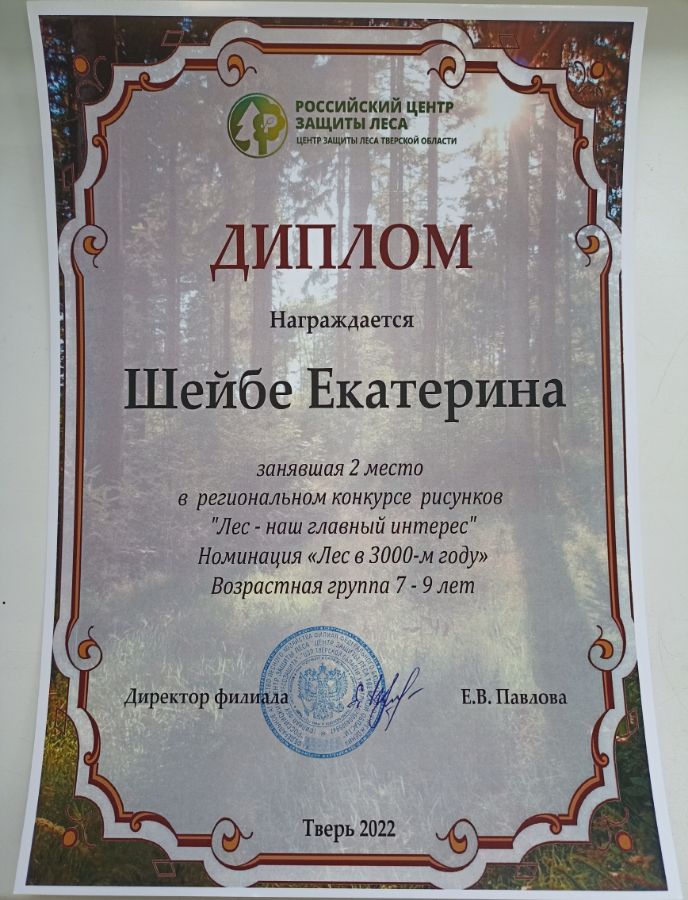 РОССИЙСКИЙ ЦЕНТР
ЗАЩИТЫ ЛЕСА
ЦЕНТР ЗАЩИТЫ ЛЕСА ТВЕРСКОЙ ОБЛАСТИ
ДИПЛОМ
Награждается
Шейбе Екатерина
занявшая 2 место
в региональном конкурсе рисунков
"Лес - наш главный интерес"
Номинация «Лес в 3000-м году»
Возрастная группа 7 - 9 лет
Директор филиала Е.В. Павлова
Тверь 2022